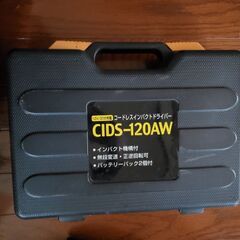 コードレスインパクトドライバー
CIDS-120AW
•インパクト機構付
•無段変速・正逆回転可
•バッテリーパック2個付